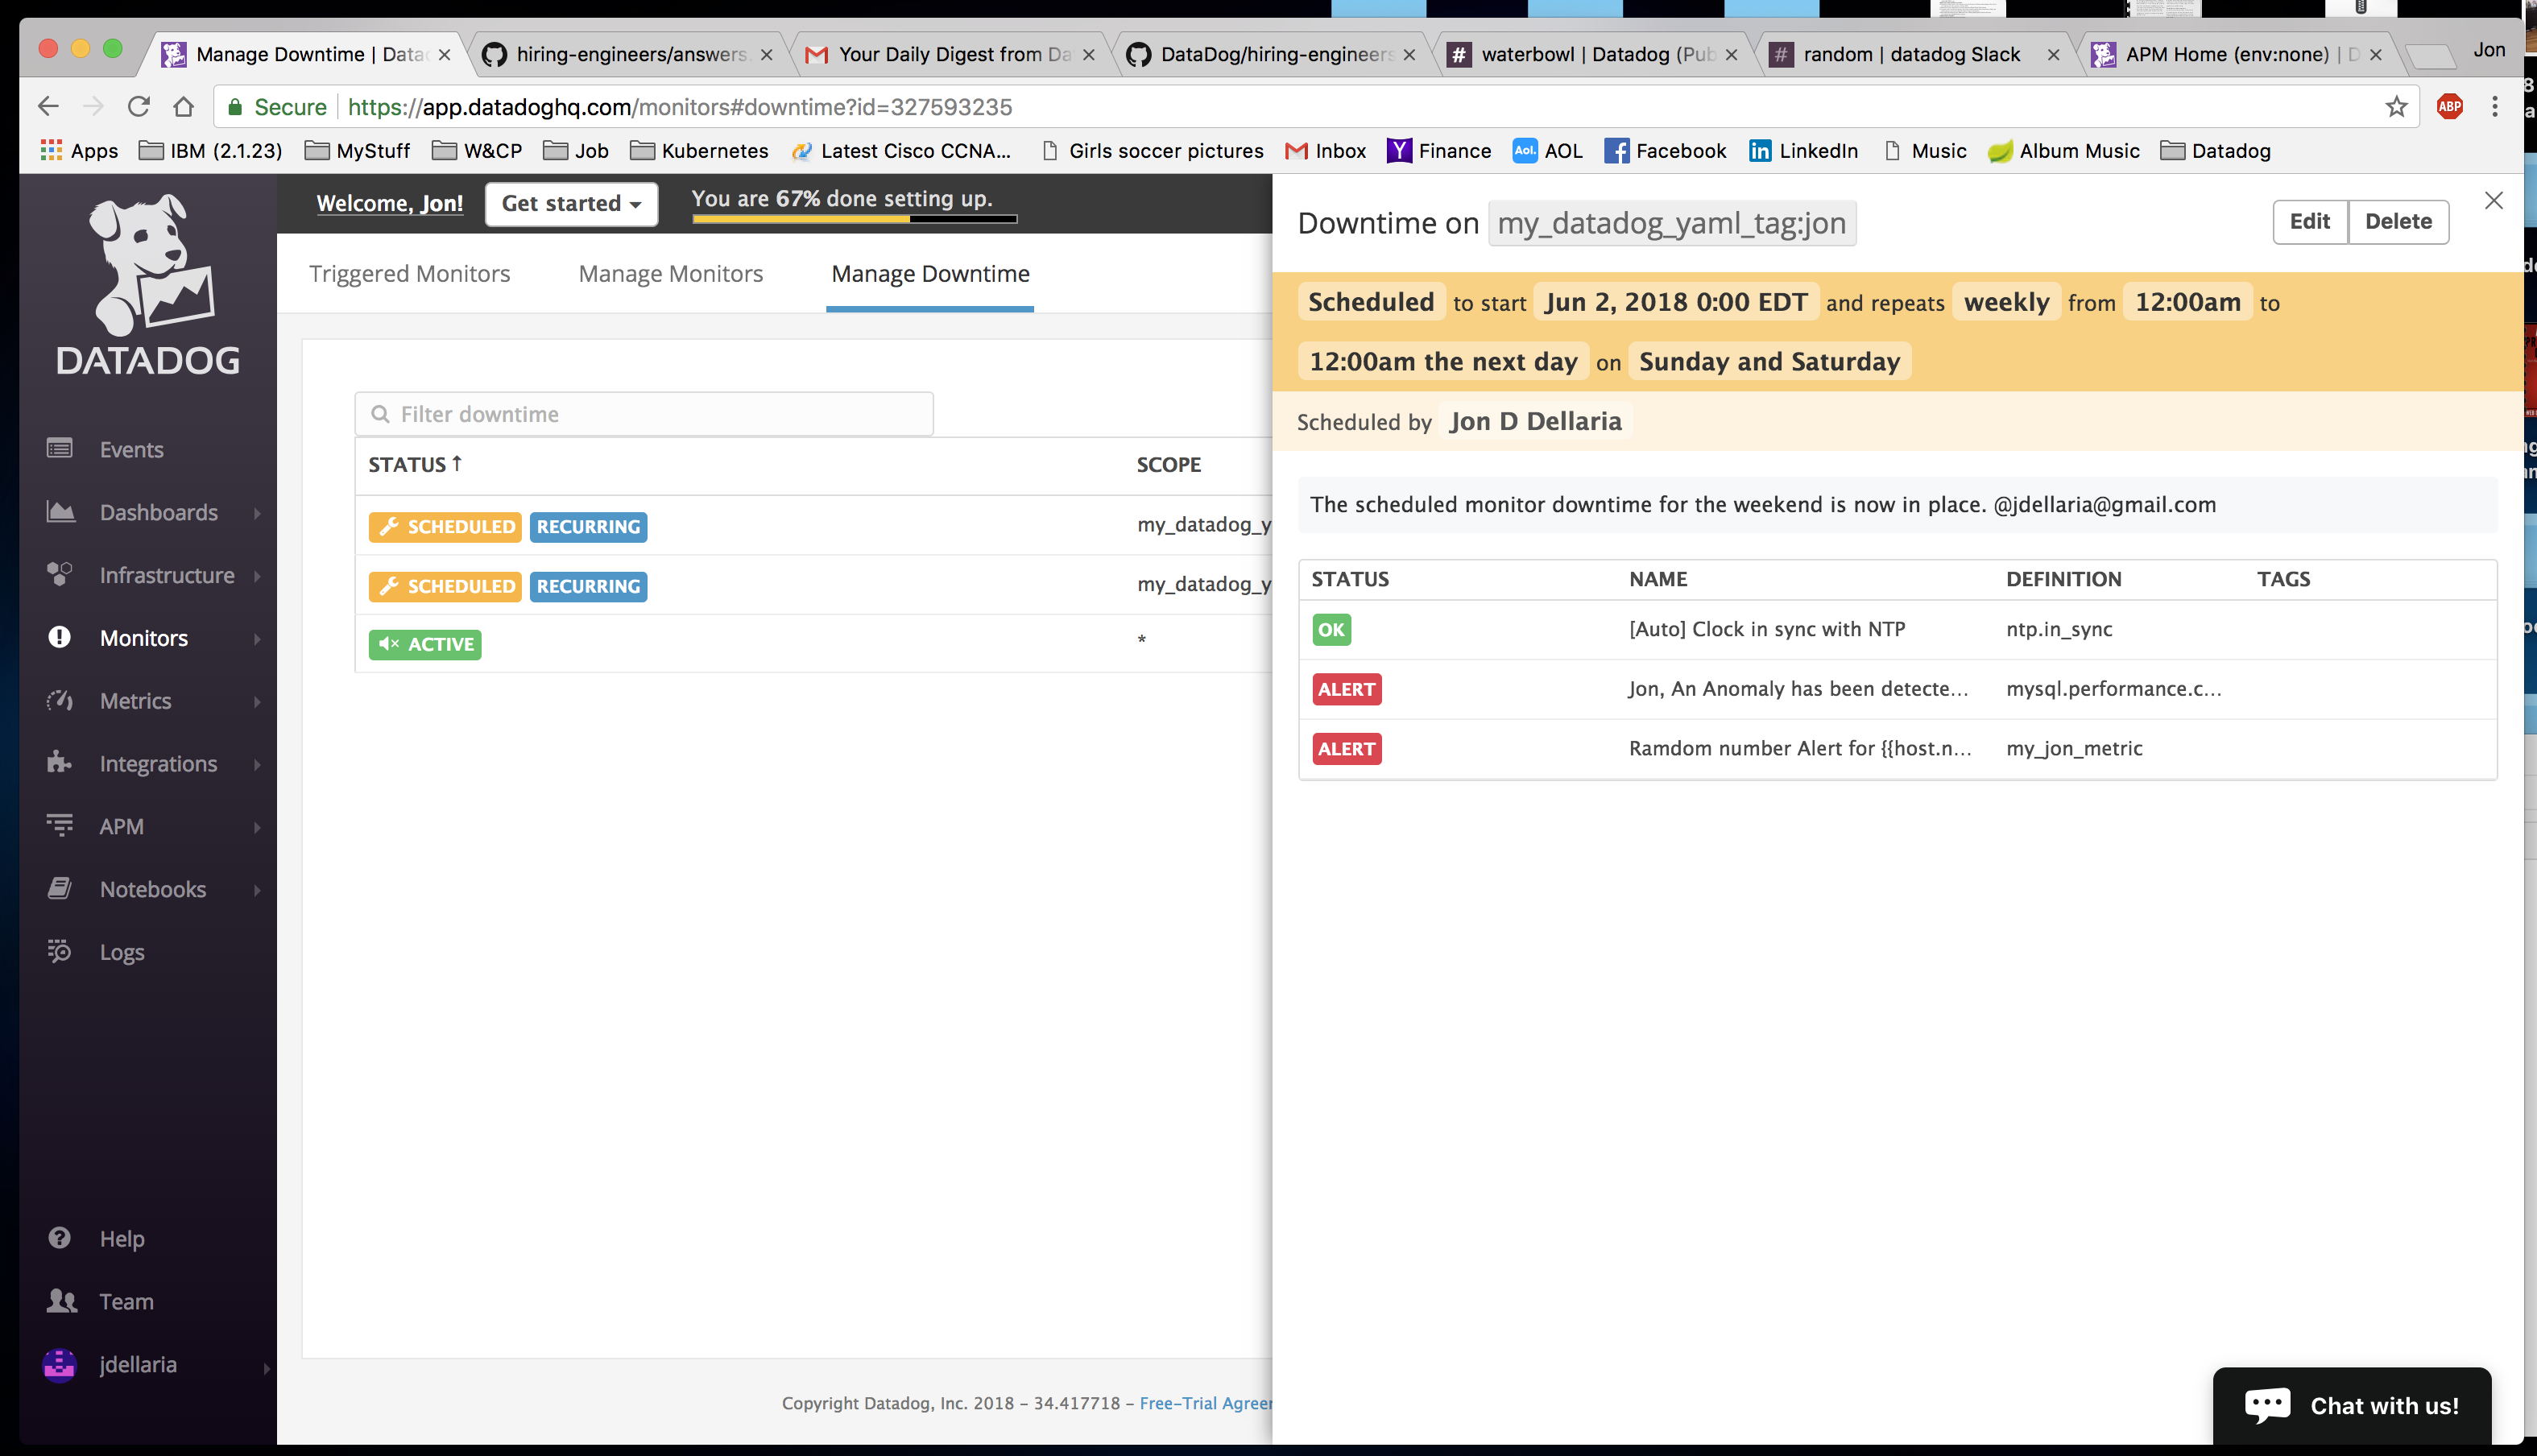 Manage Downtime | Datad
hiring-engineers/answers.
Your Daily Digest from Da
DataDog/hiring-engineers
waterbowl | Datadog (Pub
random | datadog Slack
APM Home (env:none) | D
Jon
Secure
https://app.datadoghq.com/monitors#downtime?id=327593235
ABP
Apps
IBM (2.1.23)
MyStuff
W&CP
Job
Kubernetes
Latest Cisco CCNA...
Girls soccer pictures
Inbox
Finance
Aol.
AOL
Facebook
LinkedIn
Music
Album Music
Datadog
DATADOG
Events
Dashboards
Infrastructure
Monitors
Metrics
Integrations
APM
Notebooks
Logs
Help
Team
jdellaria
Welcome, Jon!
Get started
You are 67% done setting up.
Triggered Monitors
Manage Monitors
Manage Downtime
Filter downtime
STATUS↑ SCOPE
SCHEDULED RECURRING my_datadog_y
SCHEDULED RECURRING my_datadog_y
ACTIVE *
Copyright Datadog, Inc. 2018 – 34.417718 – Free-Trial Agreer
Downtime on my_datadog_yaml_tag:jon
Edit
Delete
Scheduled to start Jun 2, 2018 0:00 EDT and repeats weekly from 12:00am to
12:00am the next day on Sunday and Saturday
Scheduled by Jon D Dellaria
The scheduled monitor downtime for the weekend is now in place. @jdellaria@gmail.com
STATUS NAME DEFINITION TAGS
OK [Auto] Clock in sync with NTP ntp.in_sync
ALERT Jon, An Anomaly has been detecte... mysql.performance.c...
ALERT Ramdom number Alert for {{host.n... my_jon_metric
Chat with us!